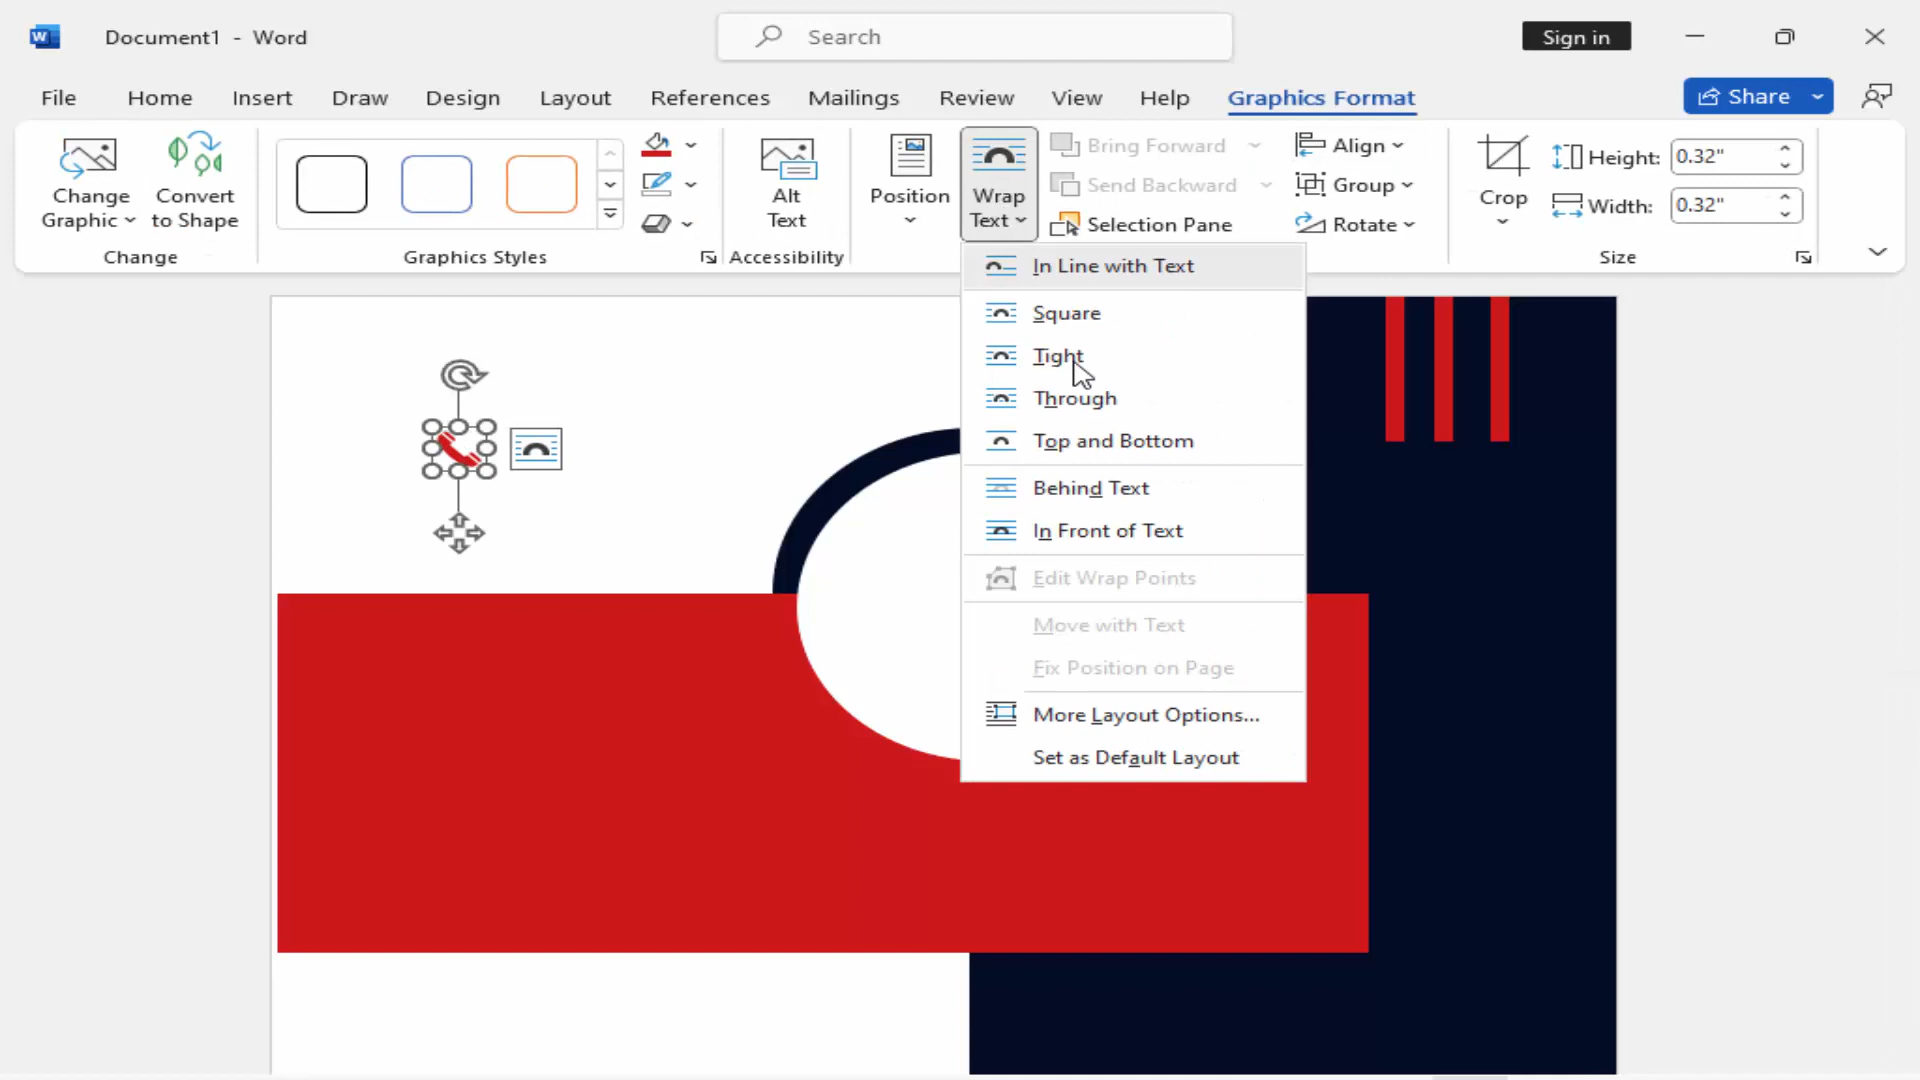 W Document1 - Word
Search
Sign in
File Home Insert Draw Design Layout References Mailings Review View Help Graphics Format
Share
Change
Graphic
Convert
to Shape
Change
Graphics Styles
Alt
Text
Accessibility
Position
Wrap
Text
Bring Forward
Send Backward
Selection Pane
Align
Group
Rotate
Crop
Height: 0.32"
Width: 0.32"
Size
In Line with Text
Square
Tight
Through
Top and Bottom
Behind Text
In Front of Text
Edit Wrap Points
Move with Text
Fix Position on Page
More Layout Options...
Set as Default Layout